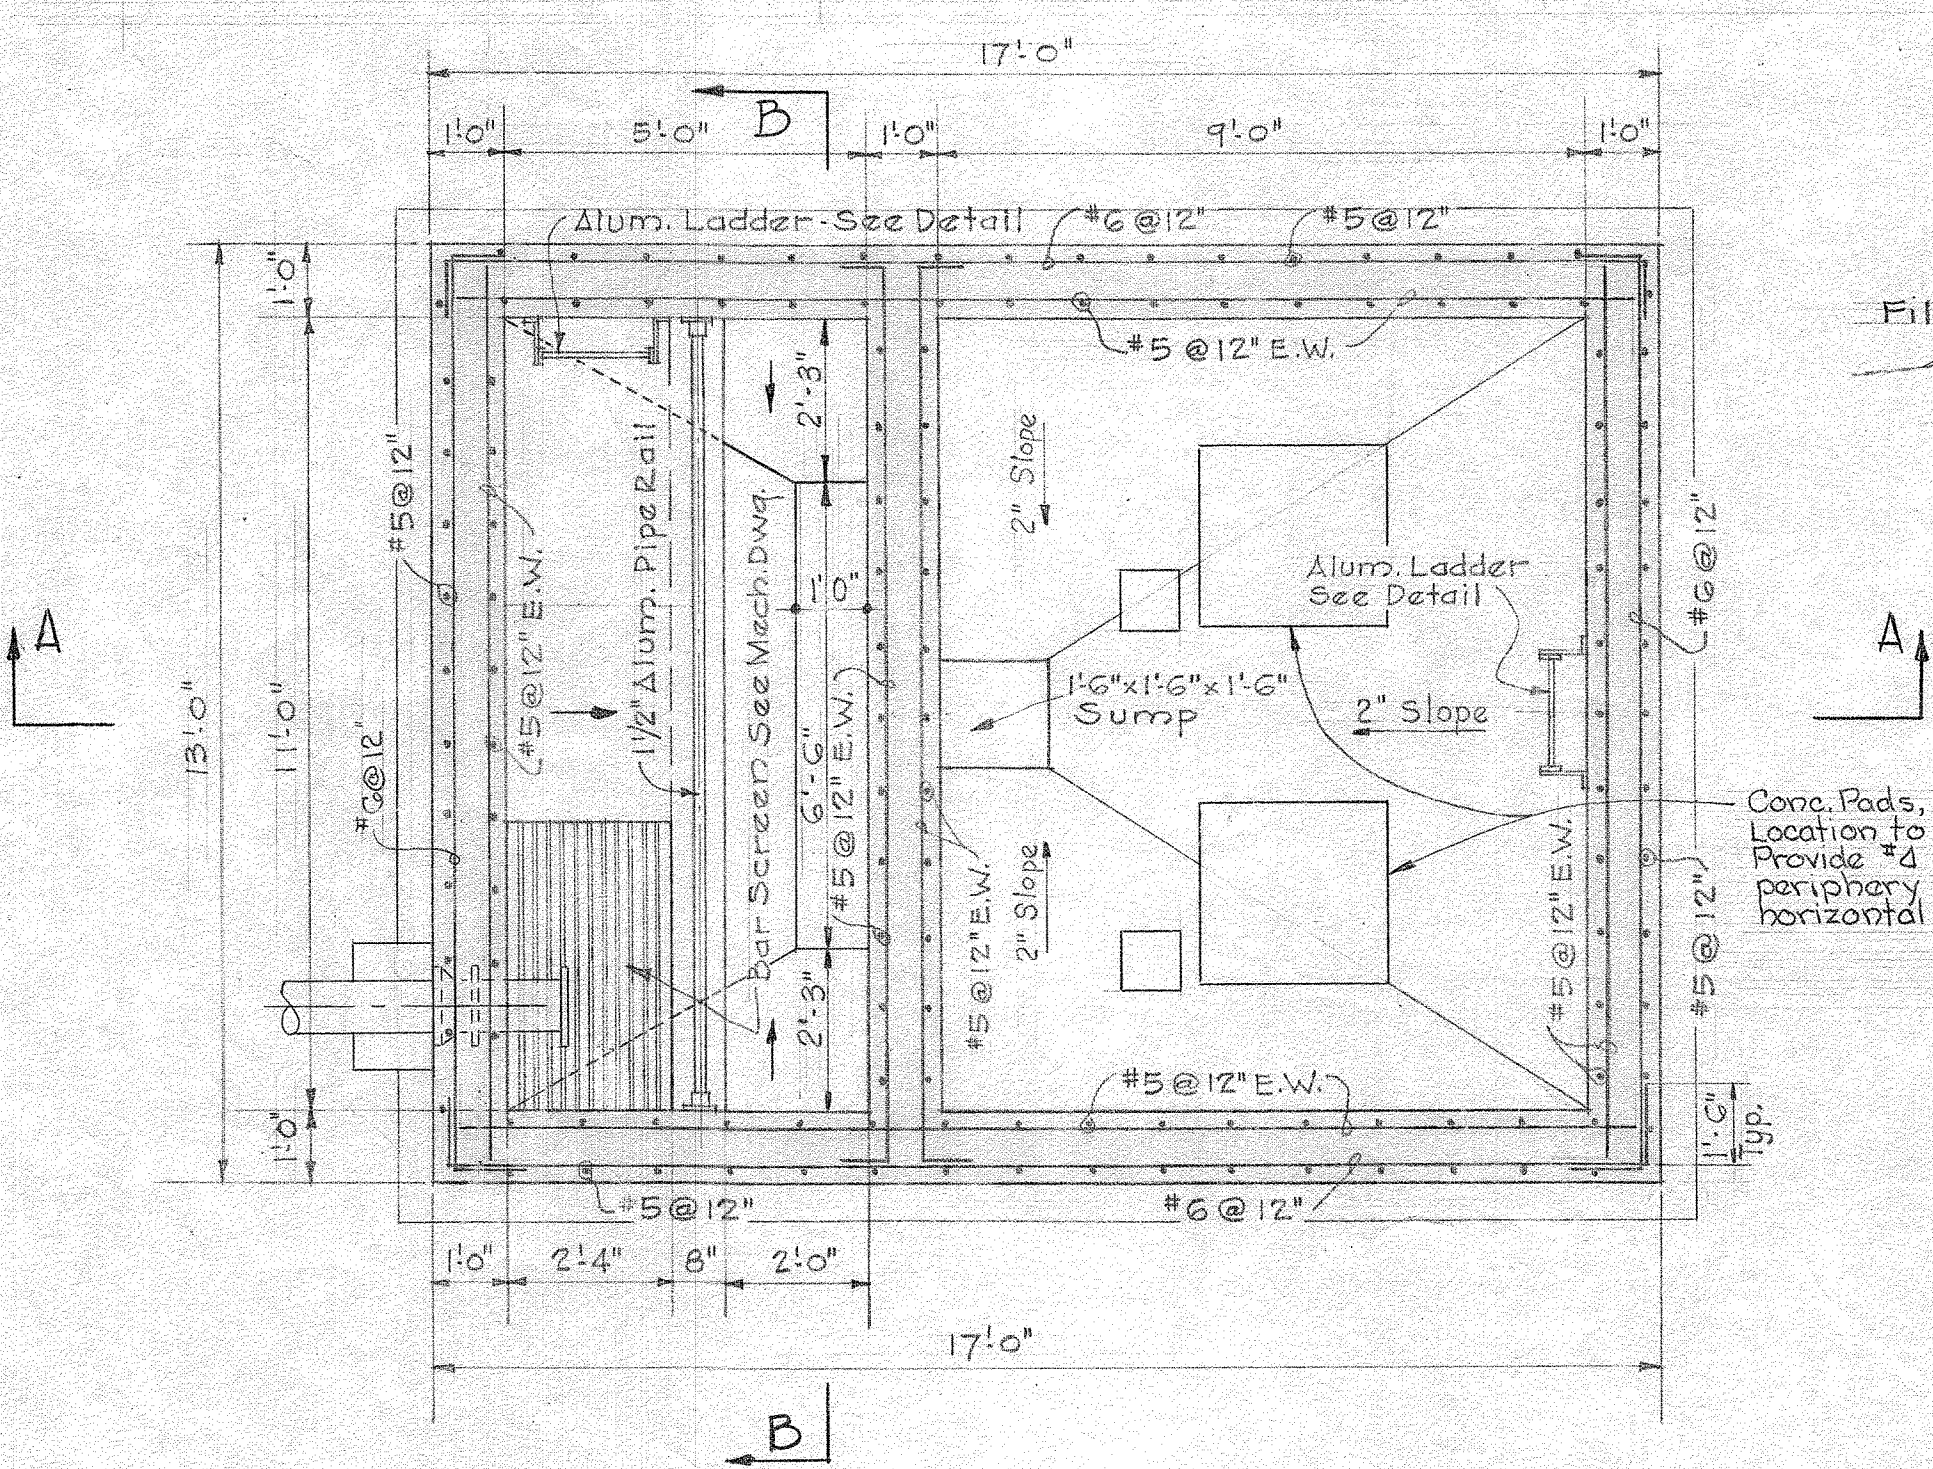 17'-0"
B
1'-0" 5'-0" 1'-0" 9'-0" 1'-0"
Alum. Ladder - See Detail
#6 @ 12"
#5 @ 12"
1'-0"
#5 @ 12" E.W.
Fil
2'-3"
2" Slope
#5 @ 12"
1 1/2" Alum. Pipe Rail
Bar Screen See Mech. Dwg.
#5 @ 12" E.W.
1'-0"
Alum. Ladder
See Detail
#6 @ 12"
A
A
13'-0"
11'-0"
1'-6" x 1'-6" x 1'-6"
Sump
2" Slope
6'-6"
#5 @ 12" E.W.
#6 @ 12"
Conc. Pads,
Location to
Provide #4
periphery
horizontal
2" Slope
#5 @ 12" E.W.
#5 @ 12" E.W.
#5 @ 12"
2'-3"
#5 @ 12" E.W.
1'-0"
1'-6"
Typ.
#5 @ 12"
#6 @ 12"
1'-0" 2'-4" 8" 2'-0"
17'-0"
B